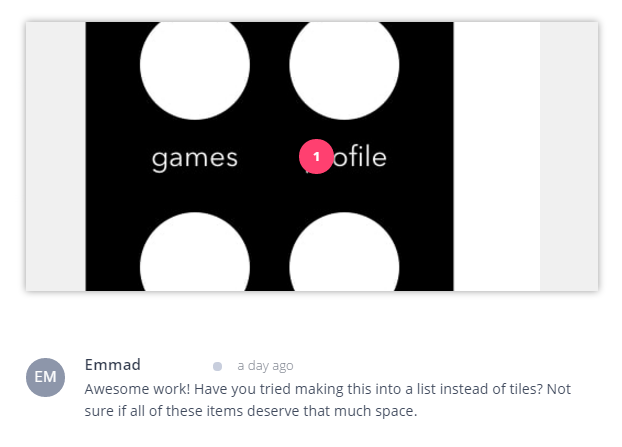 games
1
ofile
EM
Emmad
a day ago
Awesome work! Have you tried making this into a list instead of tiles? Not
sure if all of these items deserve that much space.